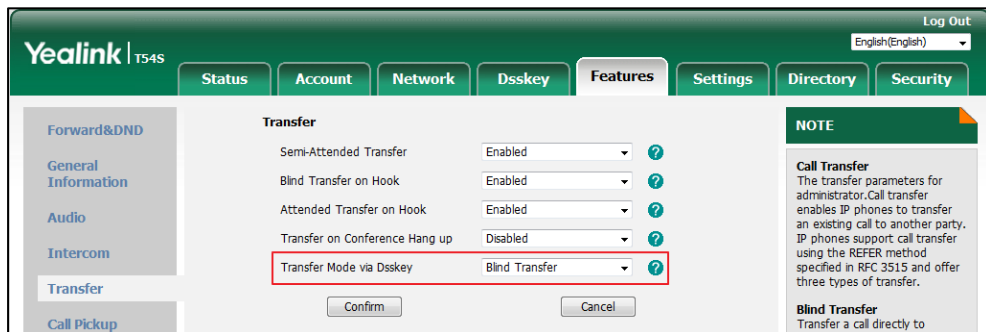 Log Out
Yealink | T54S
English(English)
Status Account Network Dsskey Features Settings Directory Security
Forward&DND
General
Information
Audio
Intercom
Transfer
Call Pickup
Transfer
Semi-Attended Transfer Enabled ?
Blind Transfer on Hook Enabled ?
Attended Transfer on Hook Enabled ?
Transfer on Conference Hang up Disabled ?
Transfer Mode via Dsskey Blind Transfer ?
Confirm Cancel
NOTE
Call Transfer
The transfer parameters for
administrator.Call transfer
enables IP phones to transfer
an existing call to another party.
IP phones support call transfer
using the REFER method
specified in RFC 3515 and offer
three types of transfer.
Blind Transfer
Transfer a call directly to